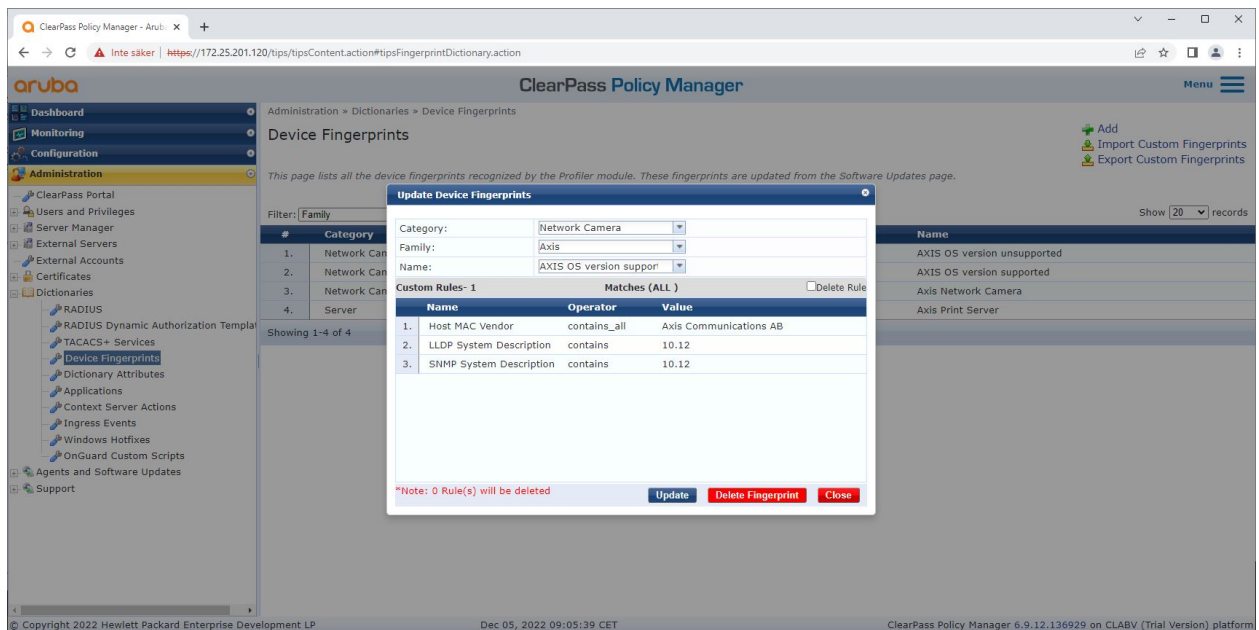 ClearPass Policy Manager - Arub
Inte säker | https://172.25.201.120/tips/tipsContent.action#tipsFingerprintDictionary.action
aruba
ClearPass Policy Manager
Menu
Dashboard
Monitoring
Configuration
Administration
ClearPass Portal
Users and Privileges
Server Manager
External Servers
External Accounts
Certificates
Dictionaries
RADIUS
RADIUS Dynamic Authorization Templat
TACACS+ Services
Device Fingerprints
Dictionary Attributes
Applications
Context Server Actions
Ingress Events
Windows Hotfixes
OnGuard Custom Scripts
Agents and Software Updates
Support
Administration » Dictionaries » Device Fingerprints
Device Fingerprints
Add
Import Custom Fingerprints
Export Custom Fingerprints
This page lists all the device fingerprints recognized by the Profiler module. These fingerprints are updated from the Software Updates page.
Filter: Family
Show 20 records
# Category Name
1. Network Can AXIS OS version unsupported
2. Network Can AXIS OS version supported
3. Network Can Axis Network Camera
4. Server Axis Print Server
Showing 1-4 of 4
Update Device Fingerprints
Category: Network Camera
Family: Axis
Name: AXIS OS version suppor
Custom Rules- 1 Matches (ALL ) Delete Rule
Name Operator Value
1. Host MAC Vendor contains_all Axis Communications AB
2. LLDP System Description contains 10.12
3. SNMP System Description contains 10.12
*Note: 0 Rule(s) will be deleted
Update Delete Fingerprint Close
© Copyright 2022 Hewlett Packard Enterprise Development LP Dec 05, 2022 09:05:39 CET ClearPass Policy Manager 6.9.12.136929 on CLABV (Trial Version) platform